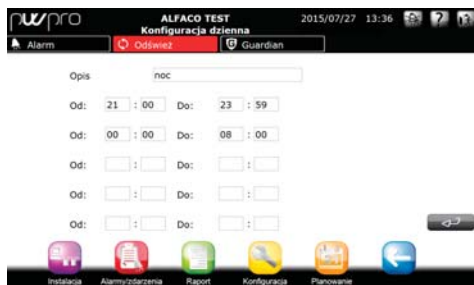 pwpro ALFACO TEST 2015/07/27 13:36 ?
Konfiguracja dzienna
Alarm Odśwież Guardian
Opis noc
Od: 21 : 00 Do: 23 : 59
Od: 00 : 00 Do: 08 : 00
Od: : Do: :
Od: : Do: :
Od: : Do: :
Instalacja Alarmy/zdarzenia Raport Konfiguracja Planowanie